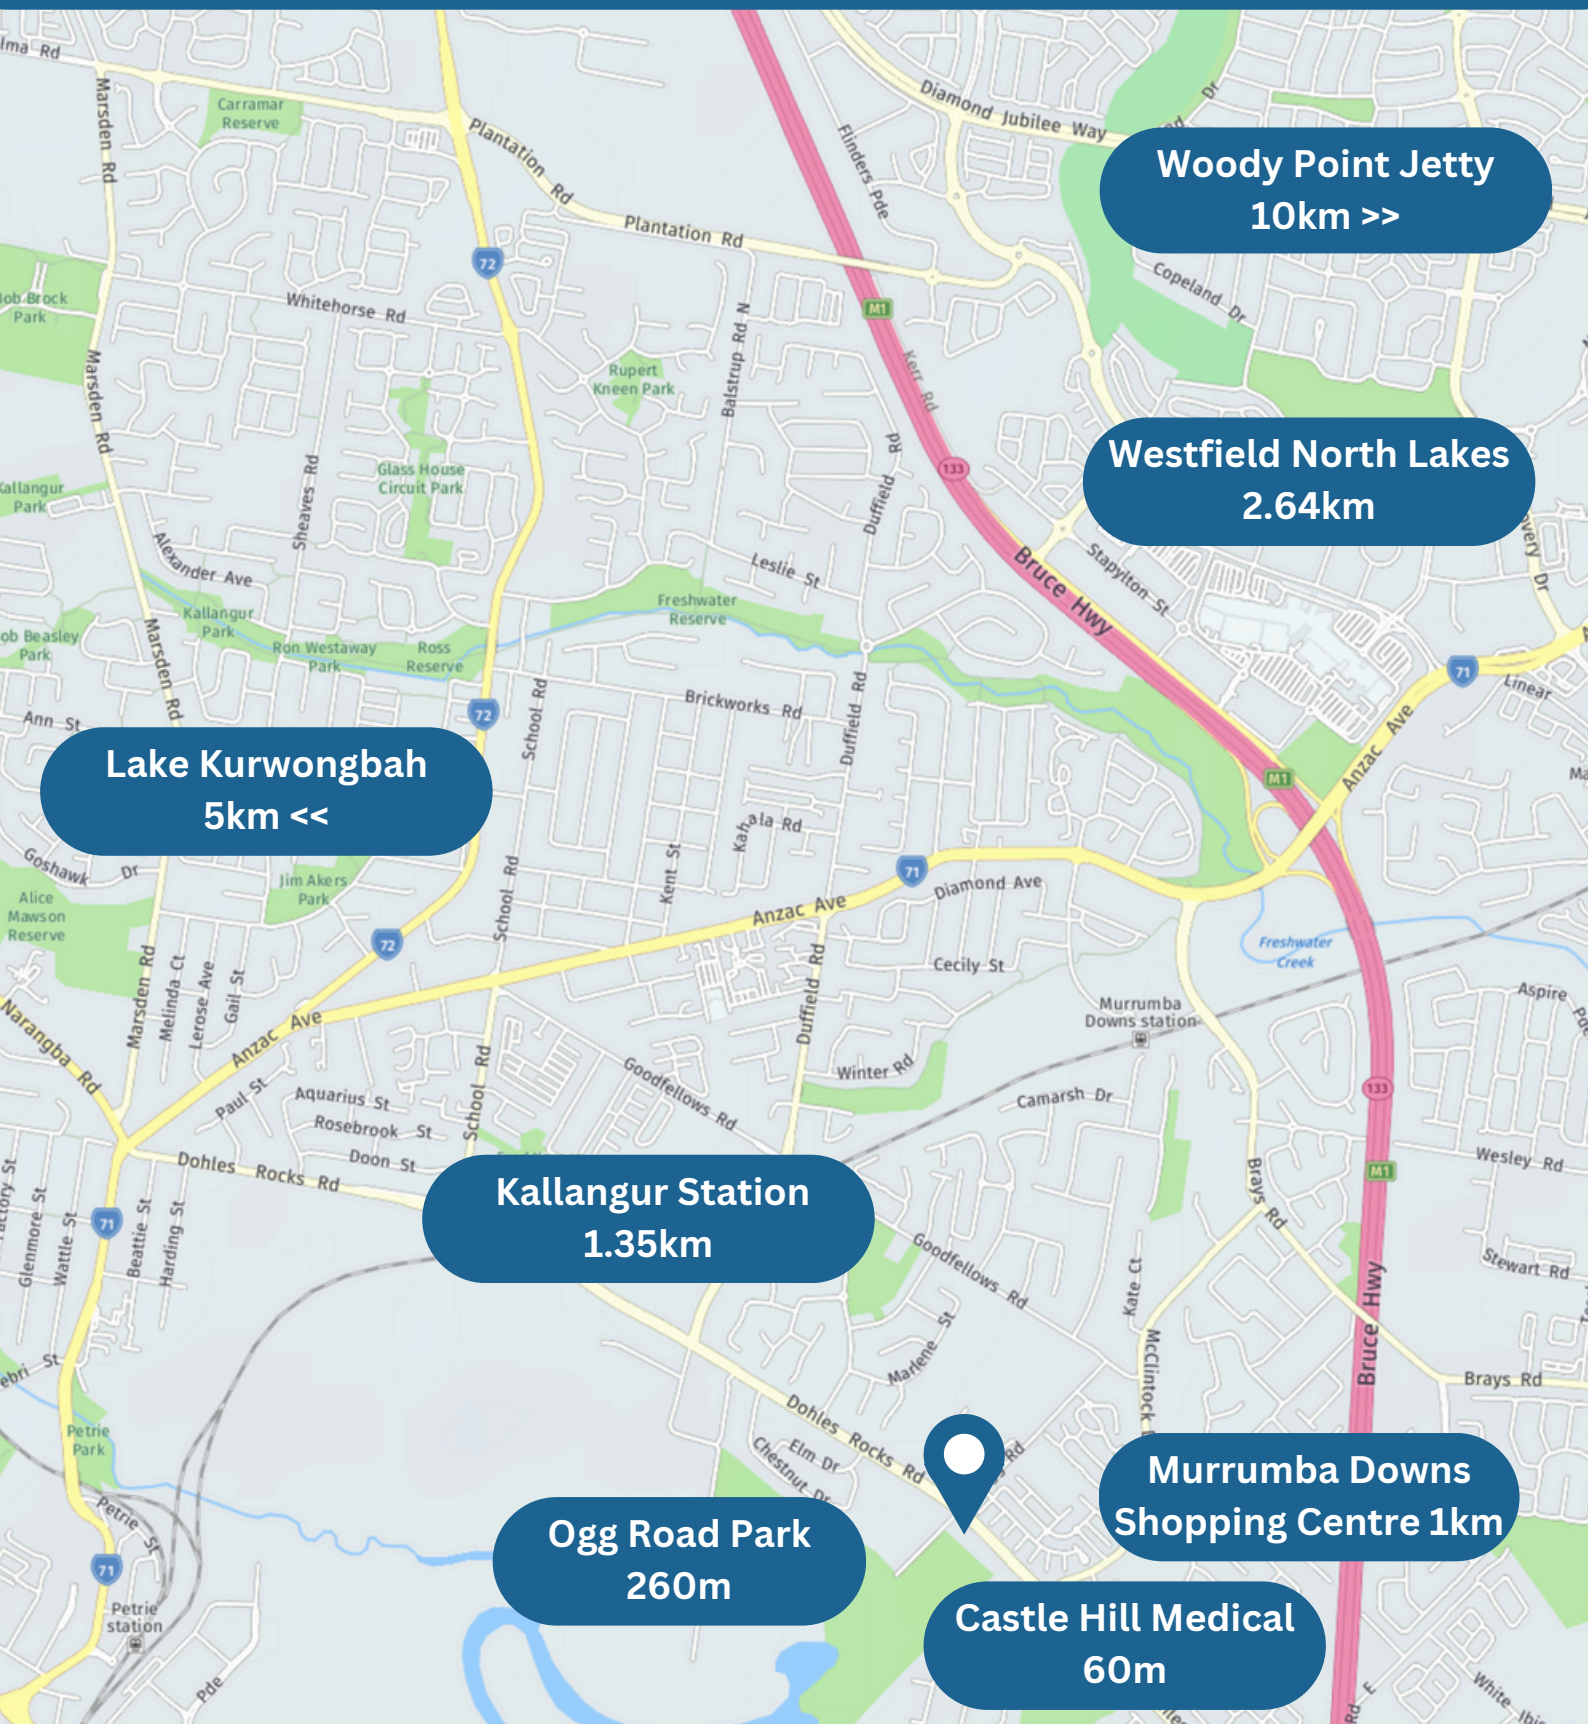 Rd
Marsden Rd
Carramar
Reserve
Plantation Rd
Diamond Jubilee Way
Dr
Flinders Pde
Woody Point Jetty
10km >>
Plantation Rd
72
Copeland Dr
Park
Whitehorse Rd
M1
Balstrup Rd N
Kerr Rd
Marsden Rd
Rupert
Kneen Park
Glass House
Circuit Park
Sheaves Rd
Duffield Rd
133
Westfield North Lakes
2.64km
Kallangur
Park
Alexander Ave
Leslie St
Bruce Hwy
Stapylton St
Dr
Freshwater
Reserve
Kallangur
Park
Ron Westaway
Park
Ross
Reserve
Beasley
Park
Marsden Rd
71
Linear
School Rd
Brickworks Rd
Duffield Rd
72
Ann St
Anzac Ave
Lake Kurwongbah
5km <<
M1
Kahala Rd
Goshawk Dr
Jim Akers
Park
School Rd
Kent St
71
Diamond Ave
Alice
Mawson
Reserve
Anzac Ave
72
Freshwater
Creek
Marsden Rd
Melinda Ct
Lerose Ave
Gail St
Duffield Rd
Cecily St
Aspire
Murrumba
Downs station
Narangba Rd
Anzac Ave
Paul St
Aquarius St
Rosebrook St
Doon St
School Rd
Goodfellows Rd
Winter Rd
Camarsh Dr
133
Dohles Rocks Rd
Brays Rd
Wesley Rd
M1
Kallangur Station
1.35km
71
Glenmore St
Wattle St
Beattie St
Harding St
Goodfellows Rd
Kate Ct
Stewart Rd
Bruce Hwy
Marlene St
McClintock
Brays Rd
St
Petrie
Park
Dohles Rocks Rd
Elm Dr
Chestnut Dr
Rd
Murrumba Downs
Shopping Centre 1km
Petrie St
Ogg Road Park
260m
71
Petrie
station
Castle Hill Medical
60m
Pde
Rd E
White